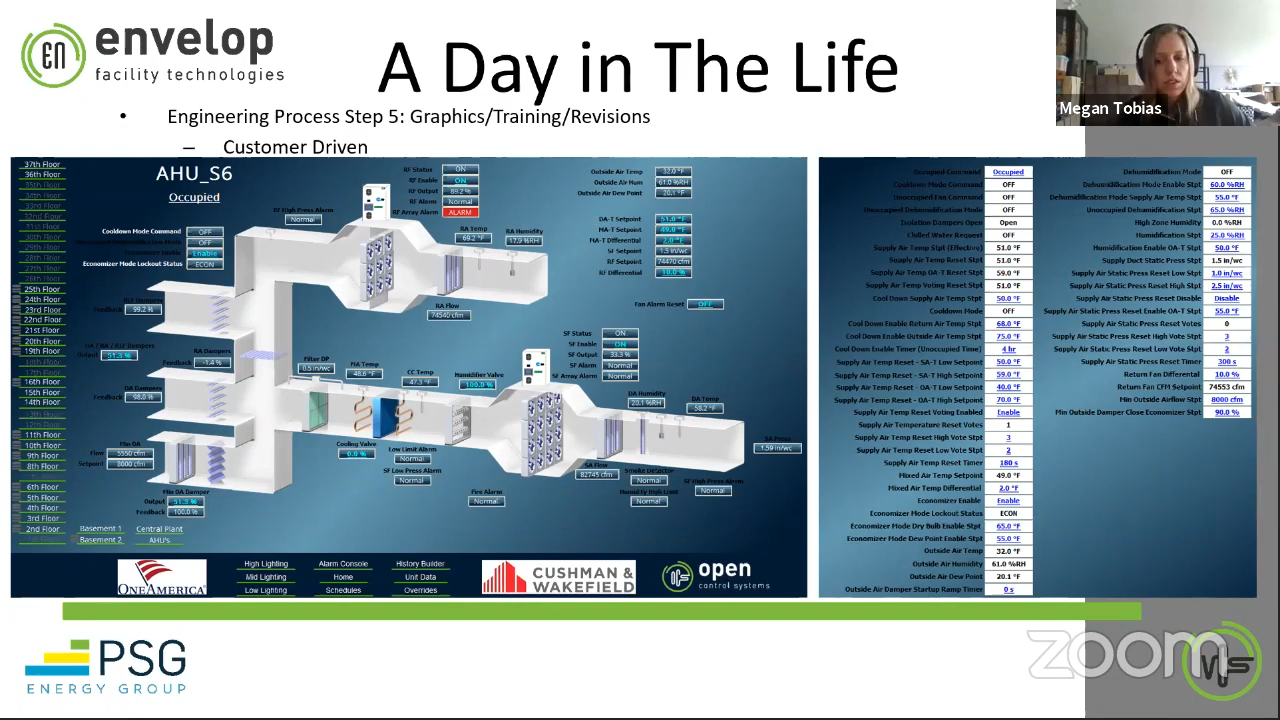 envelop
facility technologies
A Day in The Life
Megan Tobias
• Engineering Process Step 5: Graphics/Training/Revisions
– Customer Driven
AHU_S6
Occupied
37th Floor
36th Floor
25th Floor
24th Floor
23rd Floor
22nd Floor
21st Floor
20th Floor
19th Floor
16th Floor
15th Floor
14th Floor
11th Floor
10th Floor
9th Floor
8th Floor
6th Floor
5th Floor
4th Floor
3rd Floor
2nd Floor
Basement 1
Basement 2
Central Plant
AHU's
Cooldown Mode Command OFF
OFF
Enable
Economizer Mode Lockout Status ECON
RF High Press Alarm
Normal
RF Status ON
RF Enable ON
RF Output 89.2 %
RF Alarm Normal
RF Array Alarm ALARM
RA Temp
69.2 °F
RA Humidity
17.9 %RH
RA Flow
74540 cfm
Outside Air Temp 32.0 °F
Outside Air Hum 61.0 %RH
Outside Air Dew Point 20.1 °F
DA-T Setpoint 51.0 °F
MA-T Setpoint 49.0 °F
MA-T Differential 2.0 °F
SF Setpoint 1.5 in/wc
RF Setpoint 74470 cfm
RF Differential 10.0 %
Fan Alarm Reset OFF
RLF Dampers
Feedback 99.2 %
OA / RA / RLF Dampers
Output 51.3 %
RA Dampers
Feedback -1.4 %
OA Dampers
Feedback 98.0 %
Min OA
Flow 5550 cfm
Setpoint 8000 cfm
Min OA Damper
Output 51.3 %
Feedback 100.0 %
Filter DP
0.5 in/wc
MA Temp
48.6 °F
CC Temp
47.3 °F
Humidifier Valve
100.0 %
Cooling Valve
0.0 %
Low Limit Alarm
Normal
SF Low Press Alarm
Normal
Fire Alarm
Normal
SF Status ON
SF Enable ON
SF Output 33.3 %
SF Alarm Normal
SF Array Alarm Normal
DA Humidity
20.1 %RH
DA Temp
58.2 °F
SA Press
1.59 in/wc
SA Flow
82745 cfm
Smoke Detector
Normal
Humidity High Limit
Normal
SF High Press Alarm
Normal
OneAmerica
High Lighting
Mid Lighting
Low Lighting
Alarm Console
Home
Schedules
History Builder
Unit Data
Overrides
CUSHMAN &
WAKEFIELD
open
control systems
Occupied Command Occupied
Cooldown Mode Command OFF
Unoccupied Fan Command OFF
Unoccupied Dehumidification Mode OFF
Isolation Dampers Open Open
Chilled Water Request OFF
Supply Air Temp Stpt (Effective) 51.0 °F
Supply Air Temp Reset Stpt 51.0 °F
Supply Air Temp OA-T Reset Stpt 59.0 °F
Supply Air Temp Voting Reset Stpt 51.0 °F
Cool Down Supply Air Temp Stpt 50.0 °F
Cooldown Mode OFF
Cool Down Enable Return Air Temp Stpt 68.0 °F
Cool Down Enable Outside Air Temp Stpt 75.0 °F
Cool Down Enable Timer (Unoccupied Time) 4 hr
Supply Air Temp Reset - SA-T Low Setpoint 50.0 °F
Supply Air Temp Reset - SA-T High Setpoint 59.0 °F
Supply Air Temp Reset - OA-T Low Setpoint 40.0 °F
Supply Air Temp Reset - OA-T High Setpoint 70.0 °F
Supply Air Temp Reset Voting Enabled Enable
Supply Air Temperature Reset Votes 1
Supply Air Temp Reset High Vote Stpt 3
Supply Air Temp Reset Low Vote Stpt 2
Supply Air Temp Reset Timer 180 s
Mixed Air Temp Setpoint 49.0 °F
Mixed Air Temp Differential 2.0 °F
Economizer Enable Enable
Economizer Mode Lockout Status ECON
Economizer Mode Dry Bulb Enable Stpt 65.0 °F
Economizer Mode Dew Point Enable Stpt 55.0 °F
Outside Air Temp 32.0 °F
Outside Air Humidity 61.0 %RH
Outside Air Dew Point 20.1 °F
Outside Air Damper Startup Ramp Timer 0 s
Dehumidification Mode OFF
Dehumidification Mode Enable Stpt 60.0 %RH
Dehumidification Mode Supply Air Temp Stpt 55.0 °F
Unoccupied Dehumidification Stpt 65.0 %RH
High Zone Humidity 0.0 %RH
Humidification Stpt 25.0 %RH
Humidification Enable OA-T Stpt 50.0 °F
Supply Duct Static Press Stpt 1.5 in/wc
Supply Air Static Press Reset Low Stpt 1.0 in/wc
Supply Air Static Press Reset High Stpt 2.5 in/wc
Supply Air Static Press Reset Disable Disable
Supply Air Static Press Reset OA-T Enable Stpt 55.0 °F
Supply Air Static Press Reset Votes 0
Supply Air Static Press Reset High Vote Stpt 3
Supply Air Static Press Reset Low Vote Stpt 2
Supply Air Static Press Reset Timer 300 s
Return Fan Differential 10.0 %
Return Fan CFM Setpoint 74553 cfm
Min Outside Airflow Stpt 8000 cfm
Min Outside Damper Close Economizer Stpt 90.0 %
PSG
ENERGY GROUP
zoom